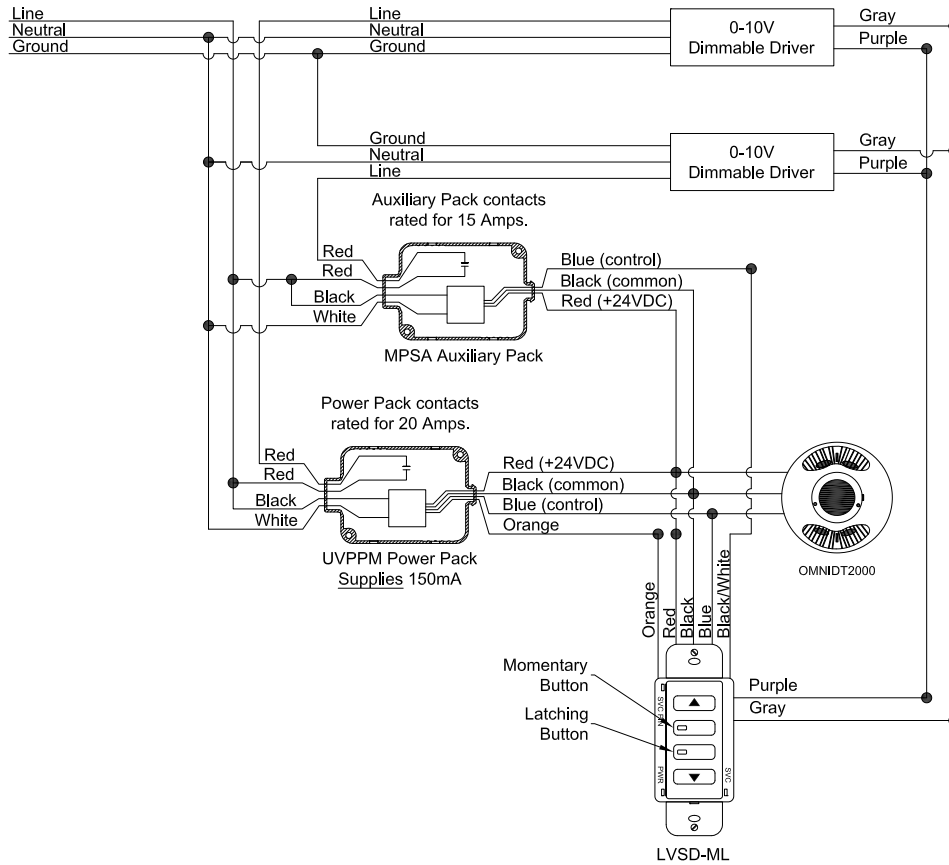 Line
Neutral
Ground
Line
Neutral
Ground
0-10V
Dimmable Driver
Gray
Purple
Ground
Neutral
Line
0-10V
Dimmable Driver
Gray
Purple
Auxiliary Pack contacts
rated for 15 Amps.
Red
Red
Black
White
Blue (control)
Black (common)
Red (+24VDC)
MPSA Auxiliary Pack
Power Pack contacts
rated for 20 Amps.
Red
Red
Black
White
Red (+24VDC)
Black (common)
Blue (control)
Orange
UVPPM Power Pack
Supplies 150mA
OMNIDT2000
Orange
Red
Black
Blue
Black/White
Momentary
Button
Latching
Button
SVC PIN
PWR
SVC
Purple
Gray
LVSD-ML